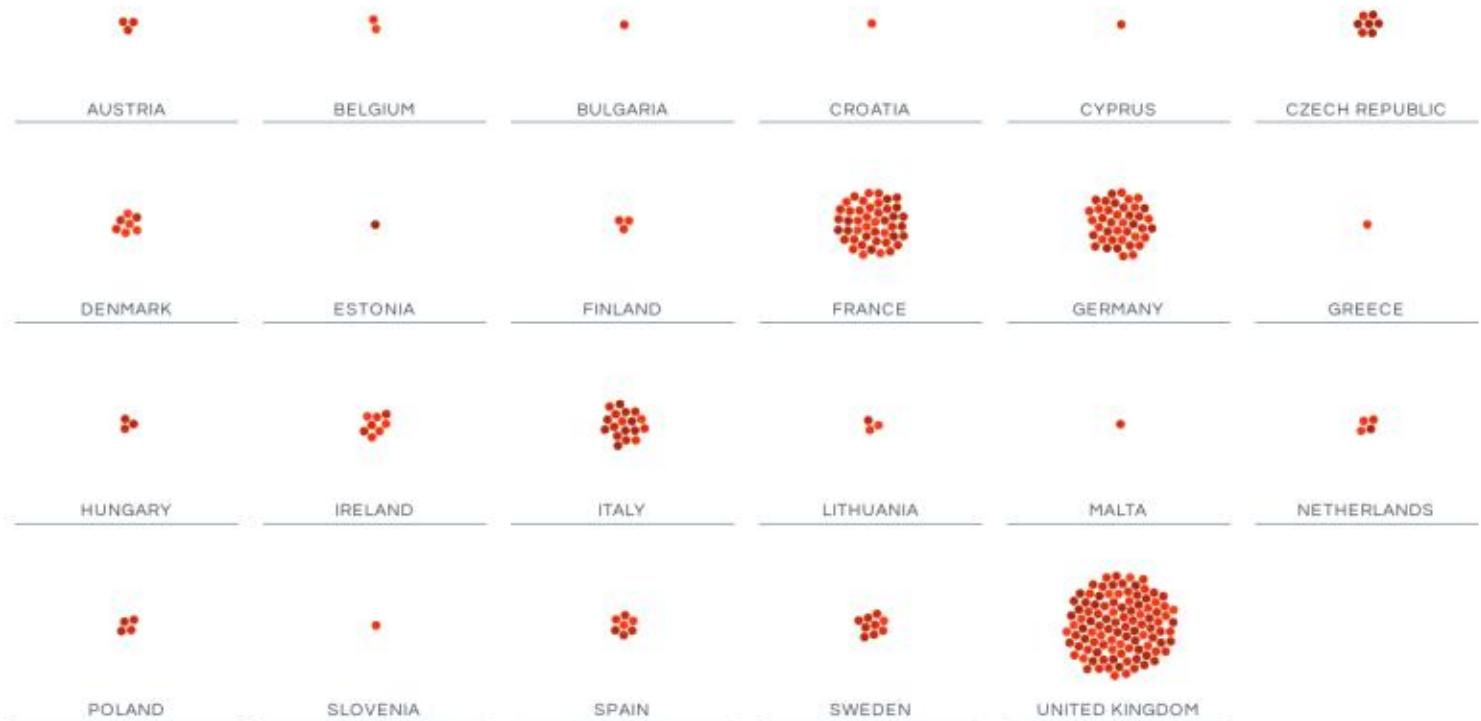 AUSTRIA BELGIUM BULGARIA CROATIA CYPRUS CZECH REPUBLIC
DENMARK ESTONIA FINLAND FRANCE GERMANY GREECE
HUNGARY IRELAND ITALY LITHUANIA MALTA NETHERLANDS
POLAND SLOVENIA SPAIN SWEDEN UNITED KINGDOM